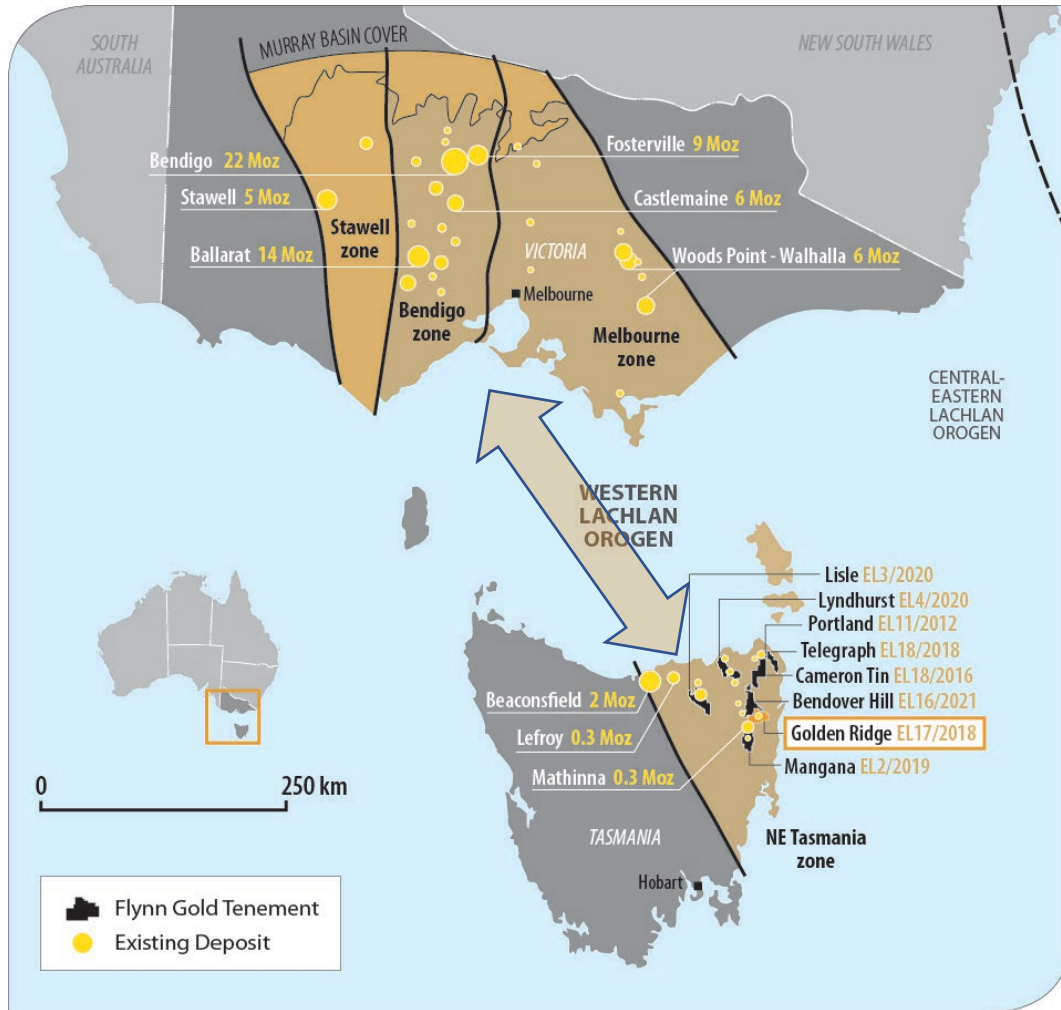 SOUTH
AUSTRALIA
MURRAY BASIN COVER
NEW SOUTH WALES
Bendigo 22 Moz
Fosterville 9 Moz
Stawell 5 Moz
Castlemaine 6 Moz
Stawell
zone
Ballarat 14 Moz
VICTORIA
Woods Point - Walhalla 6 Moz
Melbourne
Bendigo
zone
Melbourne
zone
CENTRAL-
EASTERN
LACHLAN
OROGEN
WESTERN
LACHLAN
OROGEN
Lisle EL3/2020
Lyndhurst EL4/2020
Portland EL11/2012
Telegraph EL18/2018
Cameron Tin EL18/2016
Bendover Hill EL16/2021
Golden Ridge EL17/2018
Mangana EL2/2019
Beaconsfield 2 Moz
Lefroy 0.3 Moz
Mathinna 0.3 Moz
0 250 km
TASMANIA
NE Tasmania
zone
Hobart
Flynn Gold Tenement
Existing Deposit